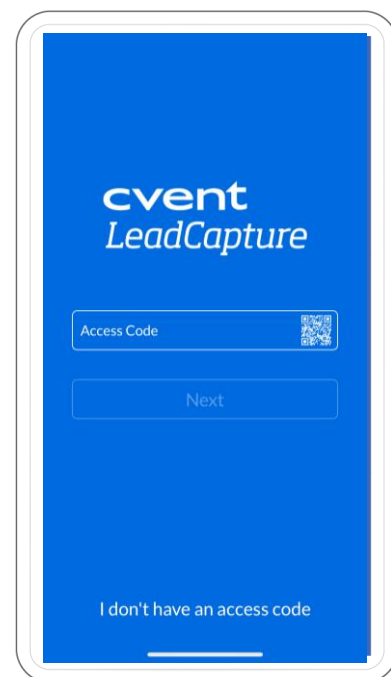 cvent
LeadCapture
Access Code
Next
I don't have an access code